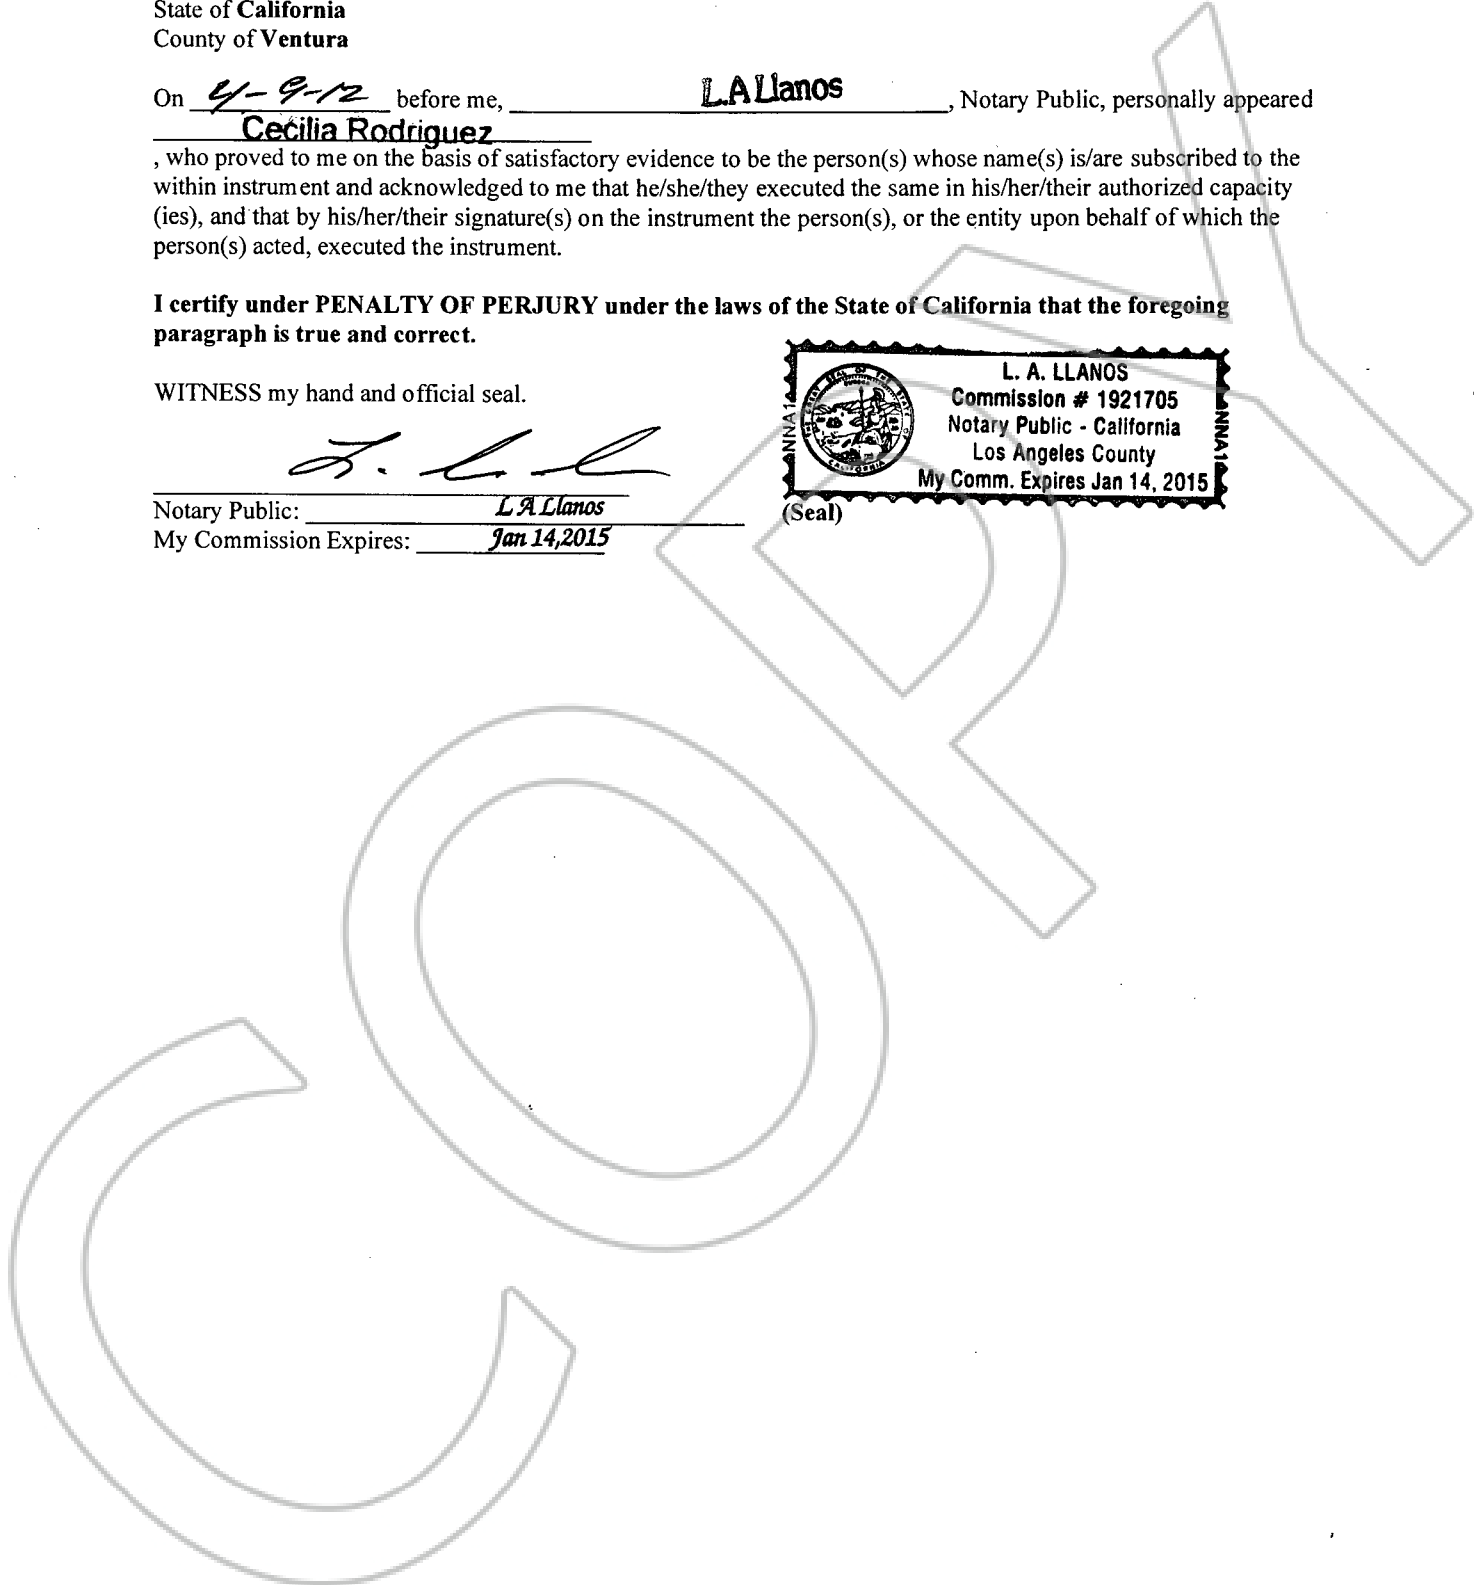 State of California
County of Ventura
On 4-9-12 before me, L.A Llanos, Notary Public, personally appeared
Cecilia Rodriguez
, who proved to me on the basis of satisfactory evidence to be the person(s) whose name(s) is/are subscribed to the
within instrument and acknowledged to me that he/she/they executed the same in his/her/their authorized capacity
(ies), and that by his/her/their signature(s) on the instrument the person(s), or the entity upon behalf of which the
person(s) acted, executed the instrument.
I certify under PENALTY OF PERJURY under the laws of the State of California that the foregoing
paragraph is true and correct.
WITNESS my hand and official seal.
L. A. LLANOS
Commission # 1921705
Notary Public - California
Los Angeles County
My Comm. Expires Jan 14, 2015
NNA1
NNA1
Notary Public: L A Llanos
(Seal)
My Commission Expires: Jan 14,2015
COPY